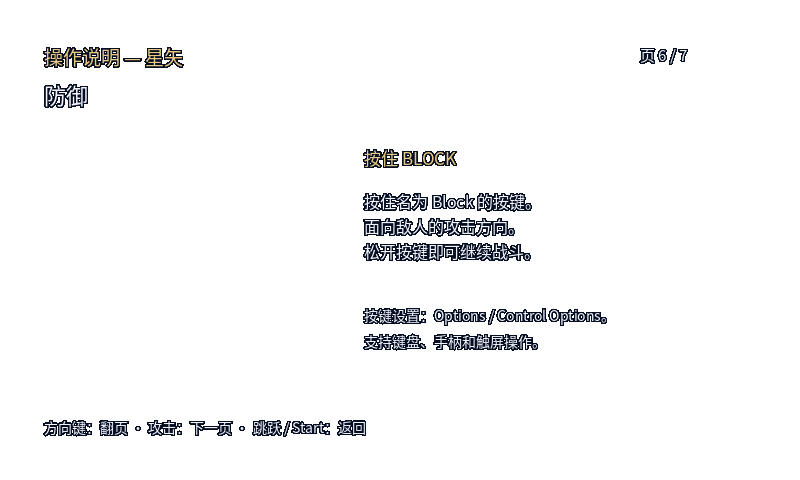 操作说明 — 星矢
页 6 / 7
防御
按住 BLOCK
按住名为 Block 的按键。
面向敌人的攻击方向。
松开按键即可继续战斗。
按键设置：Options / Control Options。
支持键盘、手柄和触屏操作。
方向键：翻页 · 攻击：下一页 · 跳跃 / Start：返回